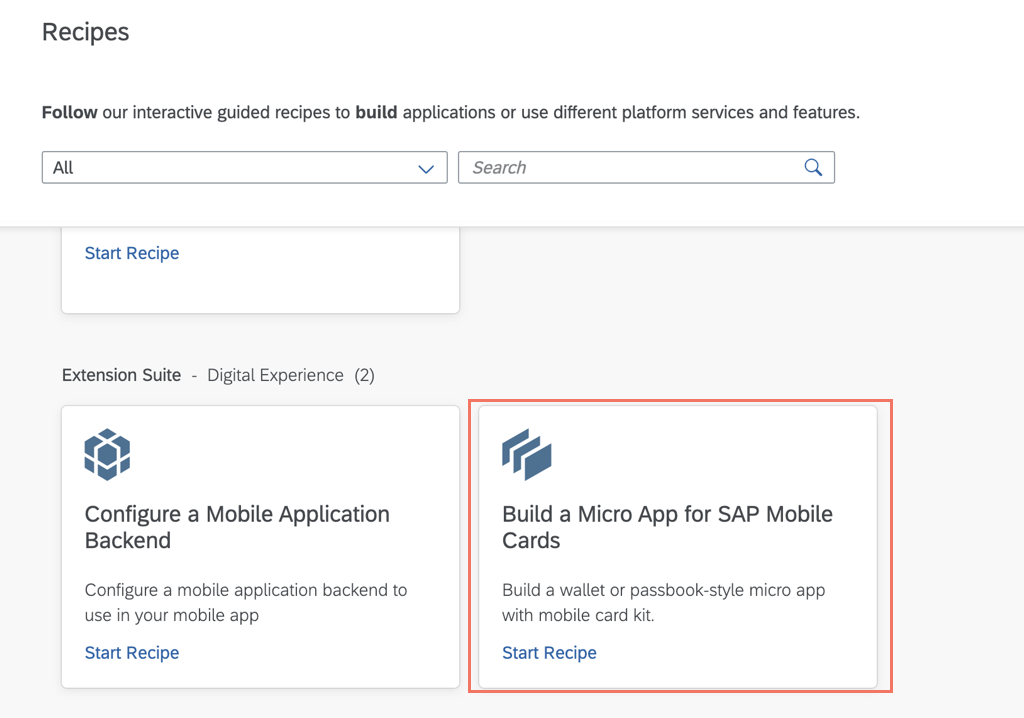 Recipes
Follow our interactive guided recipes to build applications or use different platform services and features.
All
Search
Start Recipe
Extension Suite - Digital Experience (2)
Configure a Mobile Application
Backend
Configure a mobile application backend to
use in your mobile app
Start Recipe
Build a Micro App for SAP Mobile
Cards
Build a wallet or passbook-style micro app
with mobile card kit.
Start Recipe